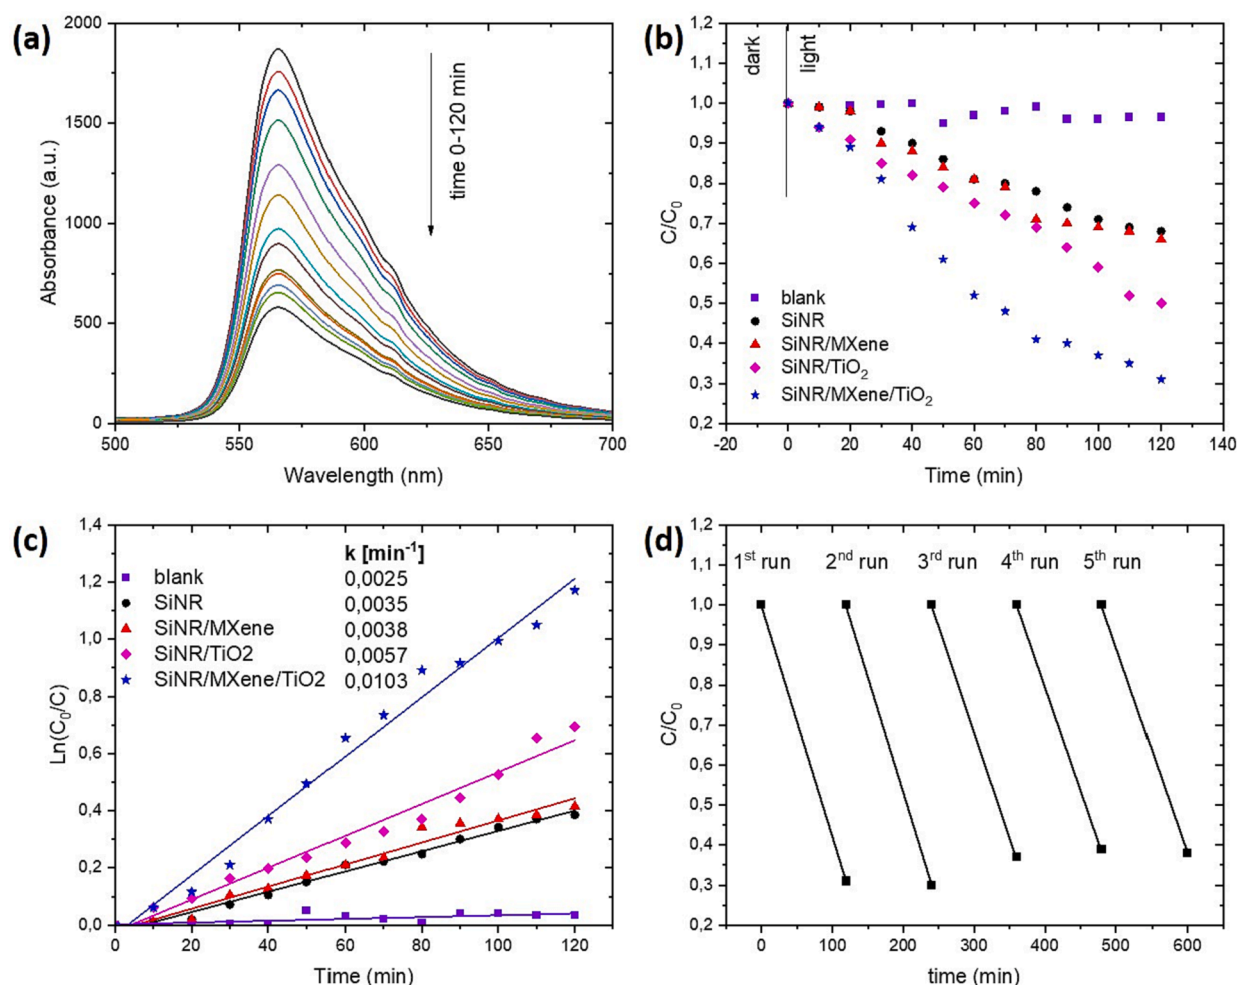 (a)
2000
1500
1000
500
0
Absorbance (a.u.)
time 0-120 min
500 550 600 650 700
Wavelength (nm)
(b)
1,2
1,1
1,0
0,9
0,8
0,7
0,6
0,5
0,4
0,3
0,2
C/C₀
dark
light
blank
SiNR
SiNR/MXene
SiNR/TiO₂
SiNR/MXene/TiO₂
-20 0 20 40 60 80 100 120 140
Time (min)
(c)
1,4
1,2
1,0
0,8
0,6
0,4
0,2
0,0
Ln(C₀/C)
k [min⁻¹]
blank 0,0025
SiNR 0,0035
SiNR/MXene 0,0038
SiNR/TiO2 0,0057
SiNR/MXene/TiO2 0,0103
0 20 40 60 80 100 120
Time (min)
(d)
1,2
1,1
1,0
0,9
0,8
0,7
0,6
0,5
0,4
0,3
0,2
C/C₀
1ˢᵗ run 2ⁿᵈ run 3ʳᵈ run 4ᵗʰ run 5ᵗʰ run
0 100 200 300 400 500 600
time (min)